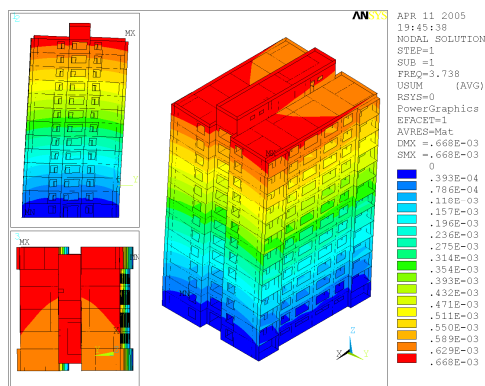 ANSYS
APR 11 2005
19:45:38
NODAL SOLUTION
STEP=1
SUB =1
FREQ=3.738
USUM (AVG)
RSYS=0
PowerGraphics
EFACET=1
AVRES=Mat
DMX =.668E-03
SMX =.668E-03
0
.393E-04
.786E-04
.118E-03
.157E-03
.196E-03
.236E-03
.275E-03
.314E-03
.354E-03
.393E-03
.432E-03
.471E-03
.511E-03
.550E-03
.589E-03
.629E-03
.668E-03
MX
Y
MX
MN
MX
Z
X
Y